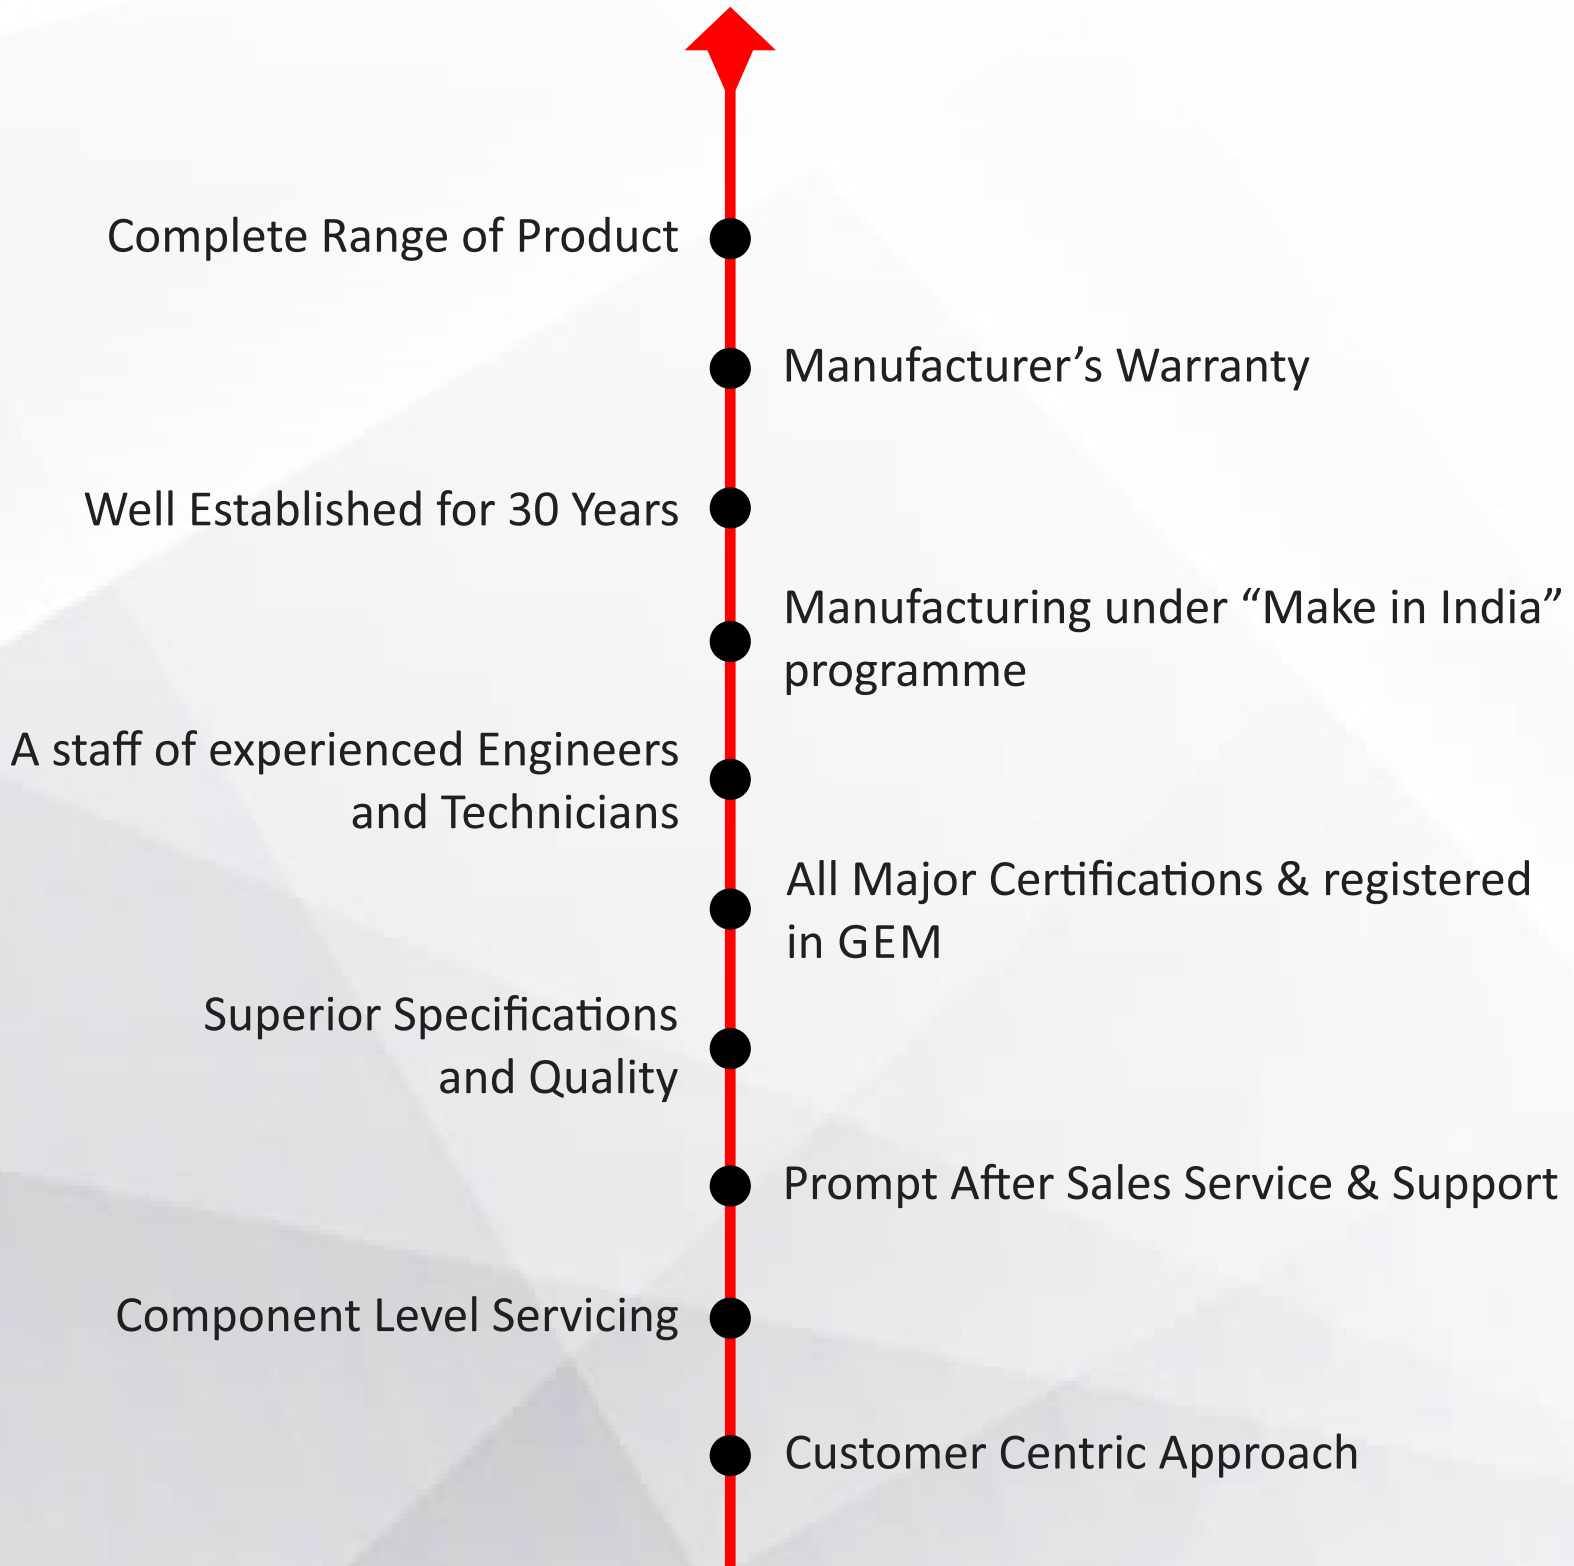 Complete Range of Product
Manufacturer’s Warranty
Well Established for 30 Years
Manufacturing under “Make in India”
programme
A staff of experienced Engineers
and Technicians
All Major Certifications & registered
in GEM
Superior Specifications
and Quality
Prompt After Sales Service & Support
Component Level Servicing
Customer Centric Approach